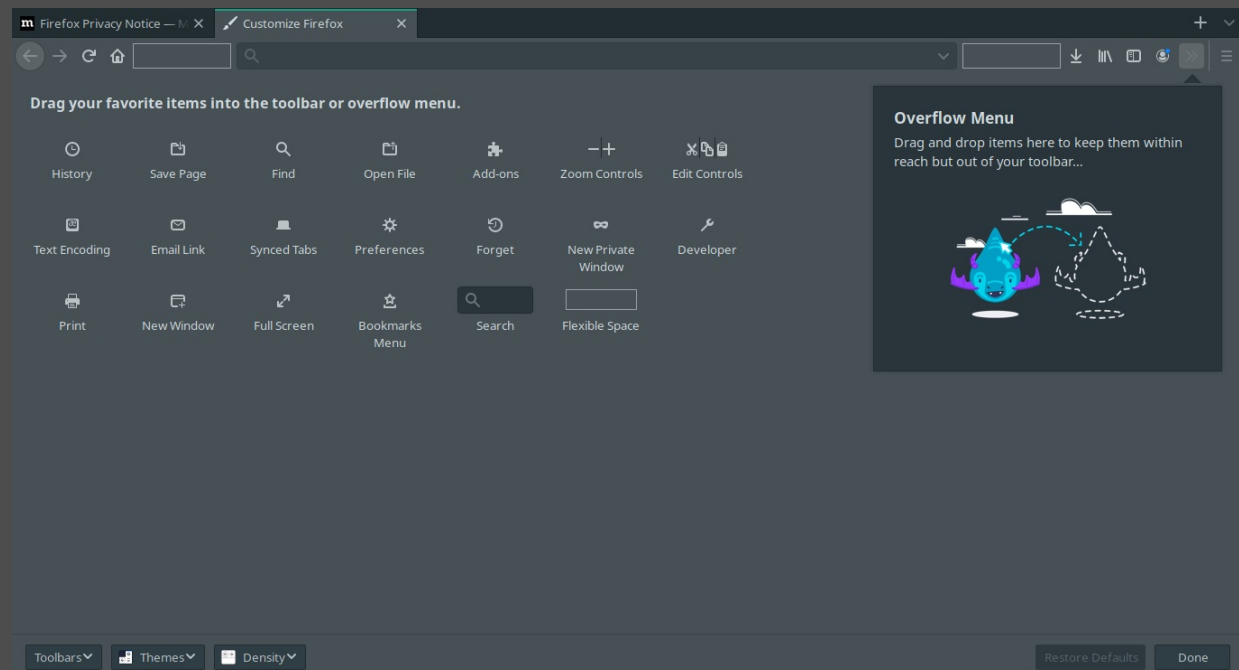 m Firefox Privacy Notice — M
Customize Firefox
Drag your favorite items into the toolbar or overflow menu.
History
Save Page
Find
Open File
Add-ons
Zoom Controls
Edit Controls
Text Encoding
Email Link
Synced Tabs
Preferences
Forget
New Private
Window
Developer
Print
New Window
Full Screen
Bookmarks
Menu
Search
Flexible Space
Overflow Menu
Drag and drop items here to keep them within
reach but out of your toolbar...
Toolbars
Themes
Density
Restore Defaults
Done